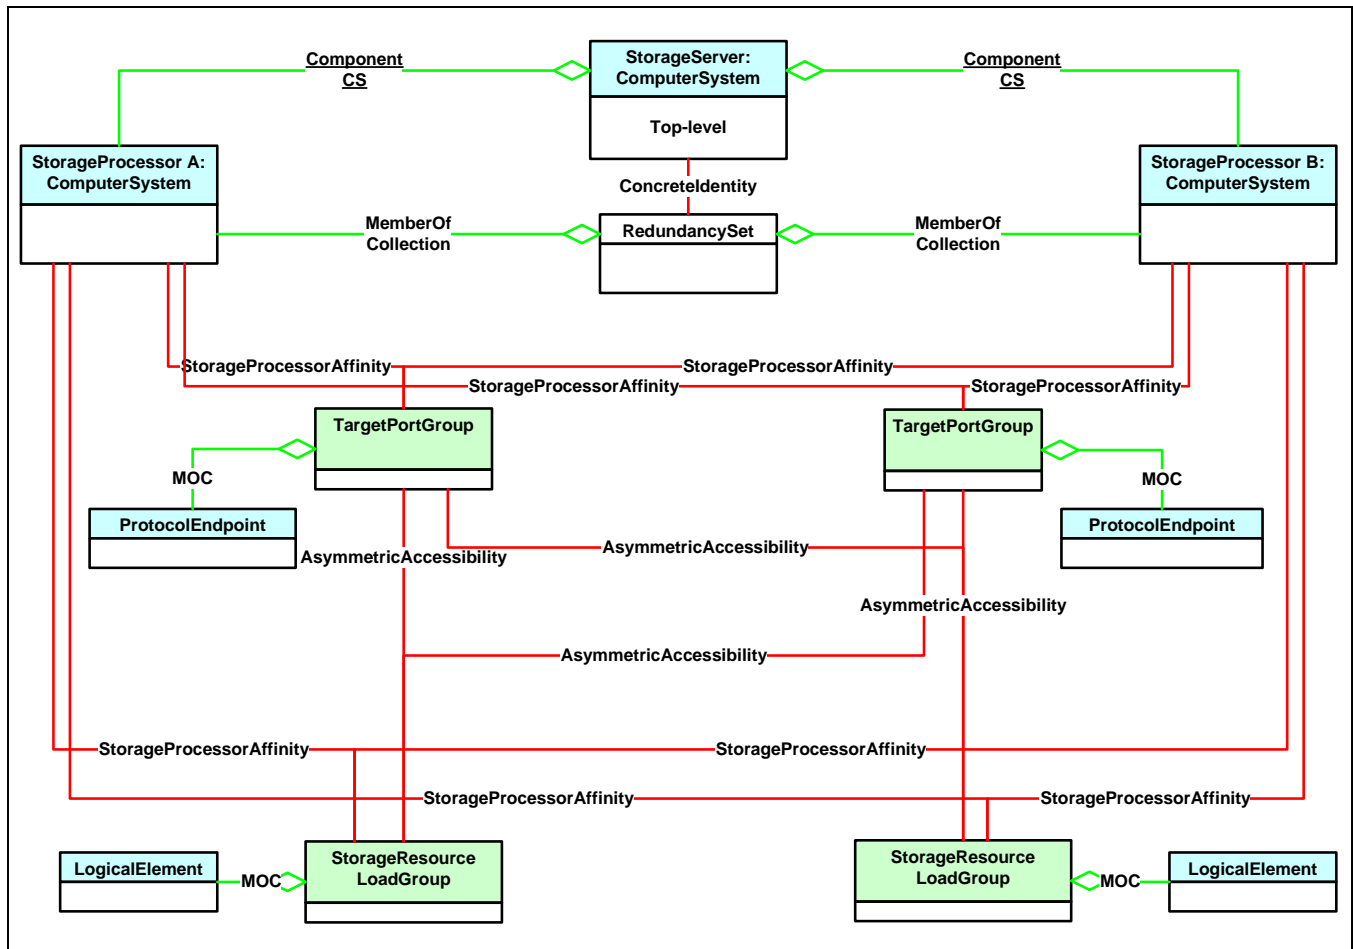 Component
CS
StorageServer:
ComputerSystem
Component
CS
Top-level
StorageProcessor A:
ComputerSystem
StorageProcessor B:
ComputerSystem
ConcreteIdentity
MemberOf
Collection
RedundancySet
MemberOf
Collection
StorageProcessorAffinity
StorageProcessorAffinity
StorageProcessorAffinity
StorageProcessorAffinity
TargetPortGroup
TargetPortGroup
MOC
MOC
ProtocolEndpoint
ProtocolEndpoint
AsymmetricAccessibility
AsymmetricAccessibility
AsymmetricAccessibility
AsymmetricAccessibility
StorageProcessorAffinity
StorageProcessorAffinity
StorageProcessorAffinity
StorageProcessorAffinity
LogicalElement
MOC
StorageResource
LoadGroup
StorageResource
LoadGroup
MOC
LogicalElement